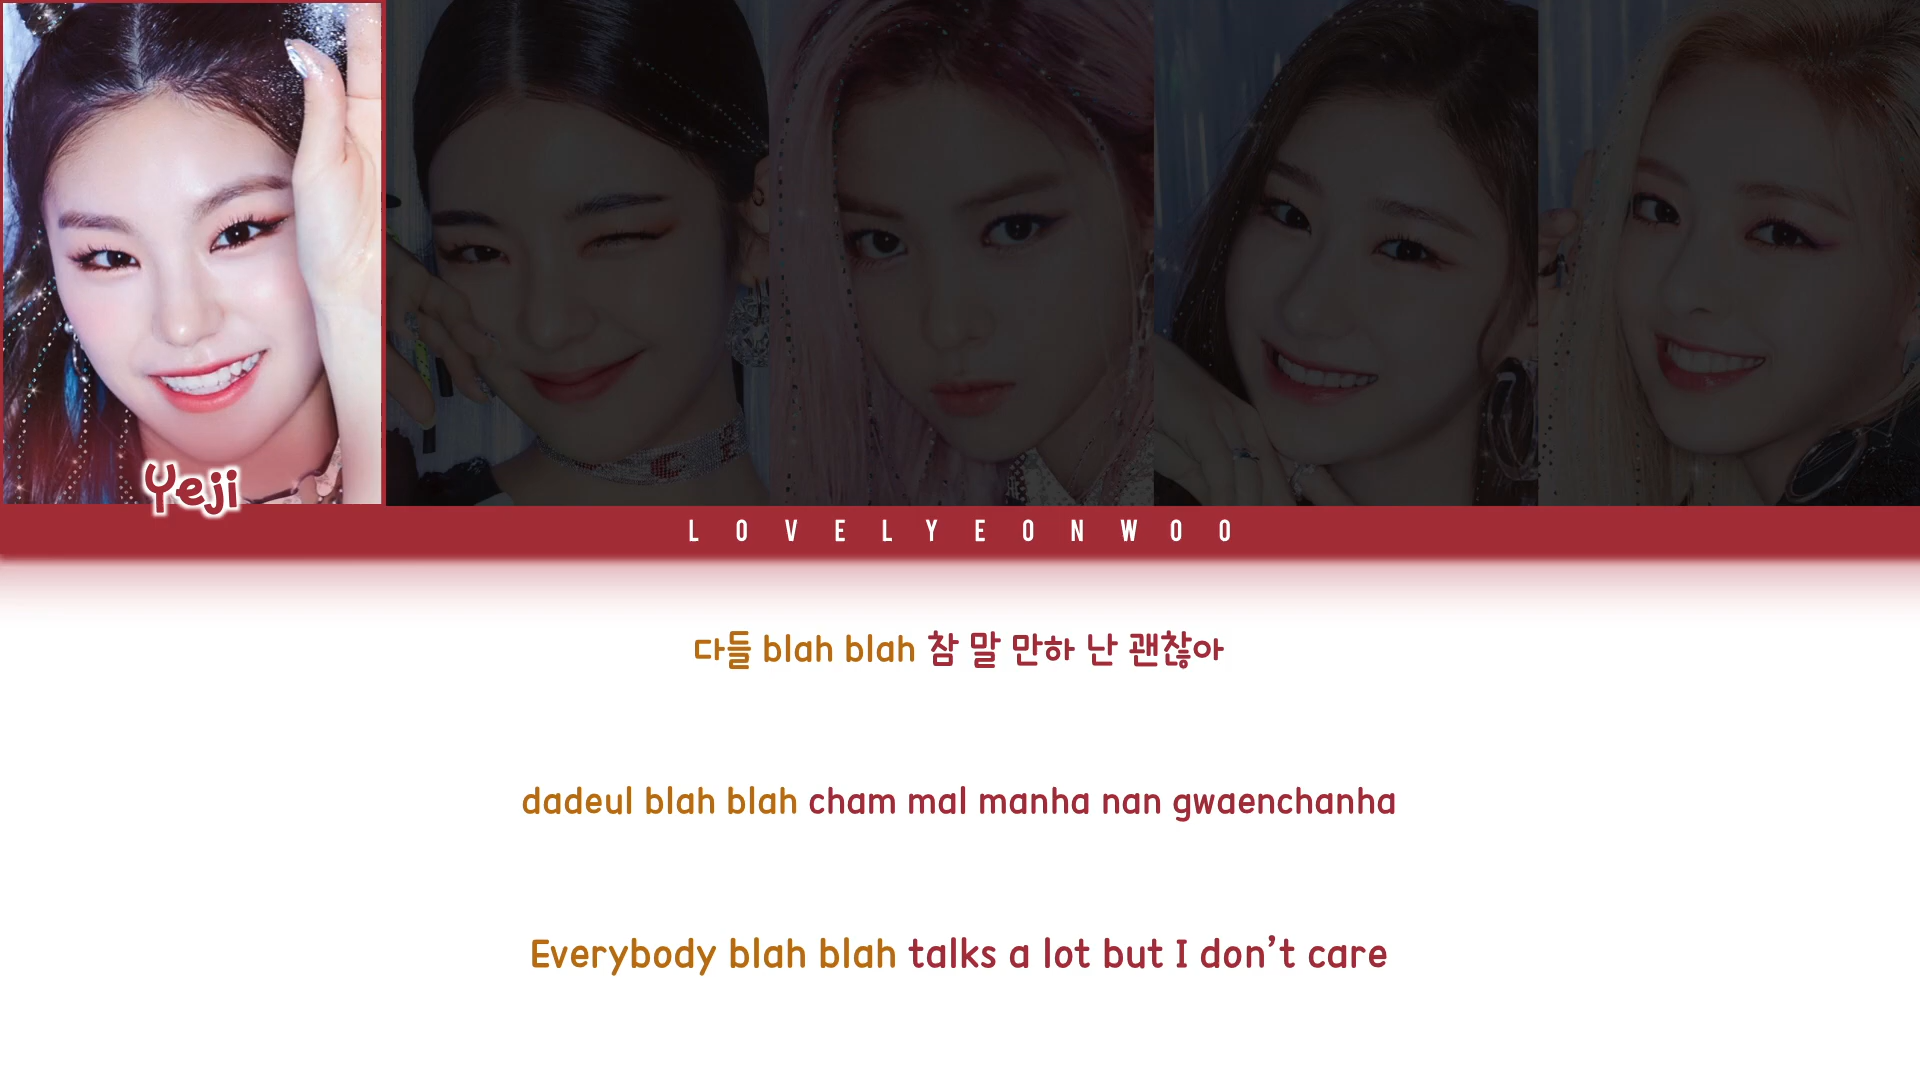 Yeji
LOVELYEONWOO
다들 blah blah 참 말 만하 난 괜찮아
dadeul blah blah cham mal manha nan gwaenchanha
Everybody blah blah talks a lot but I don’t care